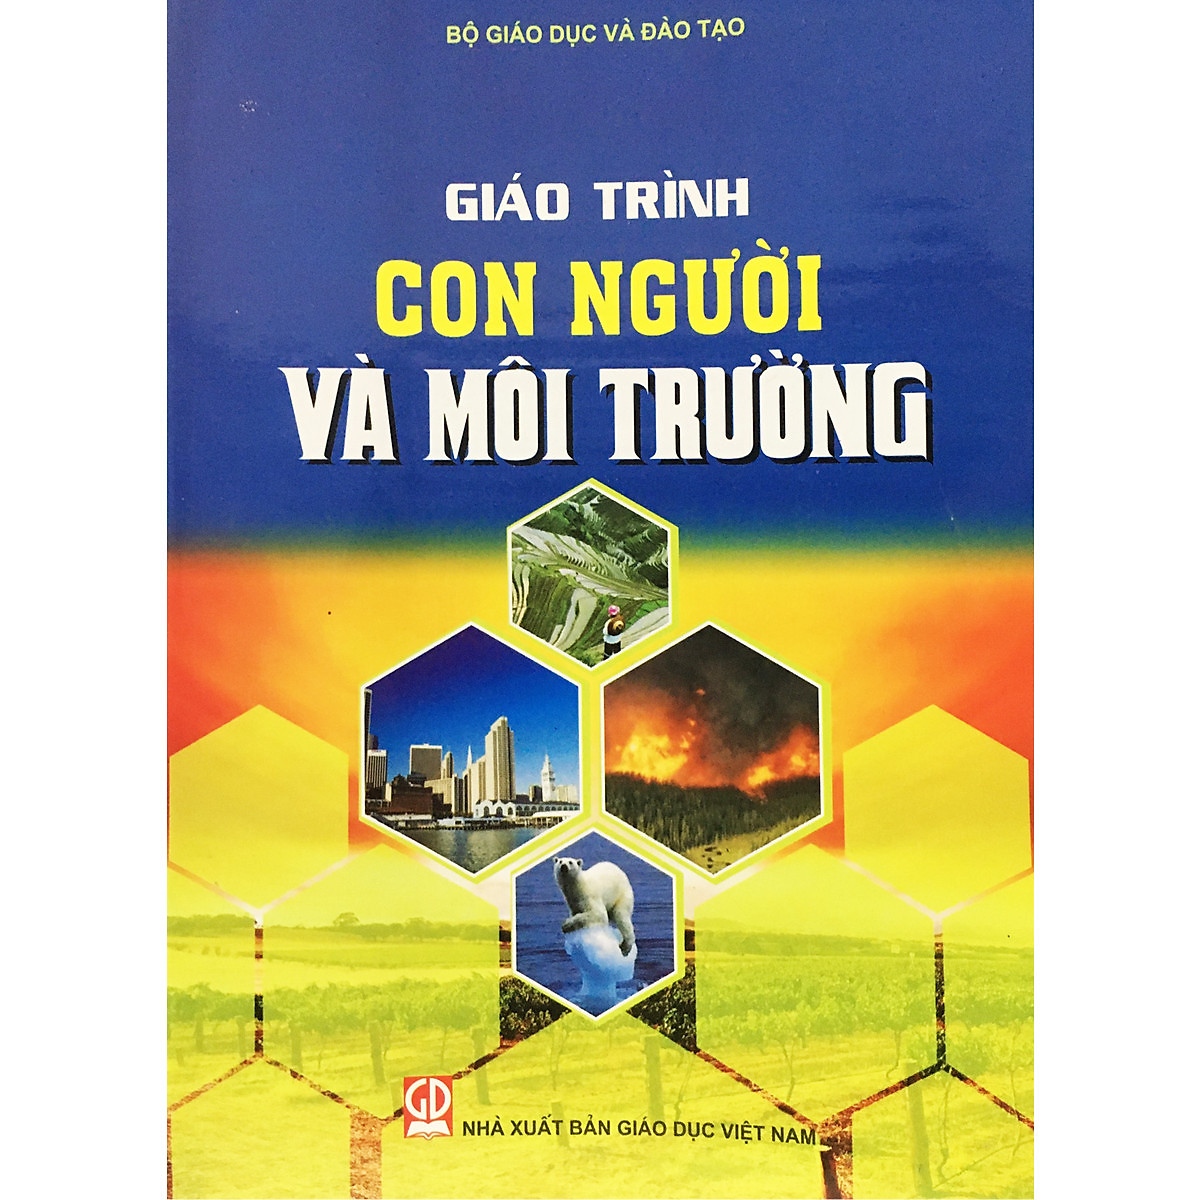 BỘ GIÁO DỤC VÀ ĐÀO TẠO
GIÁO TRÌNH
CON NGƯỜI
VÀ MÔI TRƯỜNG
GD
NHÀ XUẤT BẢN GIÁO DỤC VIỆT NAM